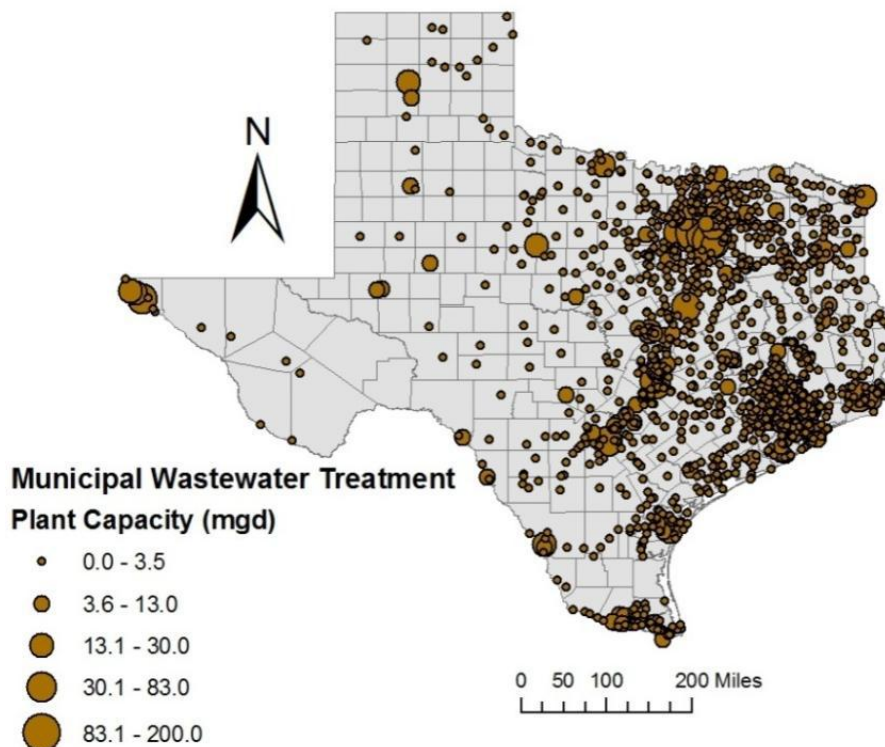 N
Municipal Wastewater Treatment
Plant Capacity (mgd)
0.0 - 3.5
3.6 - 13.0
13.1 - 30.0
30.1 - 83.0
83.1 - 200.0
0 50 100 200 Miles